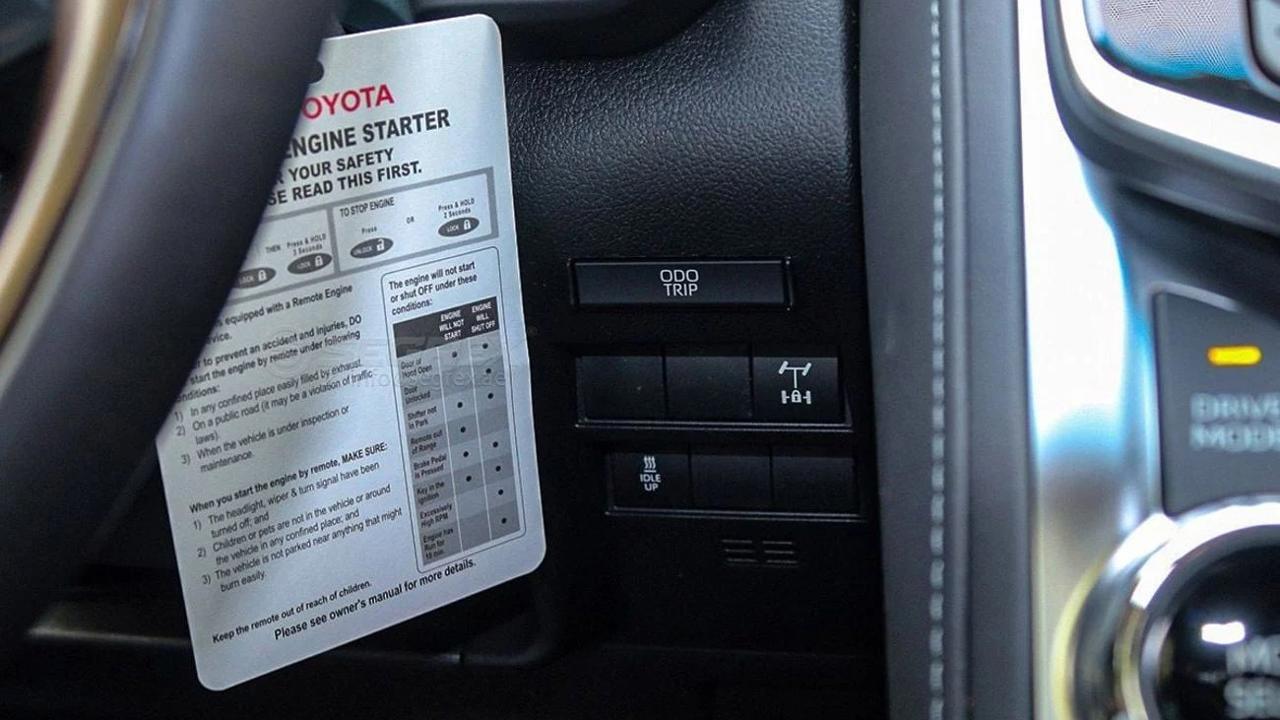 OYOTA
ENGINE STARTER
YOUR SAFETY
SE READ THIS FIRST.
THEN
Press & HOLD
3 Seconds
LOCK
LOCK
TO STOP ENGINE
Press
UNLOCK
OR
Press & HOLD
2 Seconds
LOCK
equipped with a Remote Engine
vice.
to prevent an accident and injuries, DO
start the engine by remote under following
nditions:
1) In any confined place easily filled by exhaust.
2) On a public road (it may be a violation of traffic
laws).
3) When the vehicle is under inspection or
maintenance.
When you start the engine by remote, MAKE SURE:
1) The headlight, wiper & turn signal have been
turned off; and
2) Children or pets are not in the vehicle or around
the vehicle in any confined place; and
3) The vehicle is not parked near anything that might
burn easily.
The engine will not start
or shut OFF under these
conditions:
ENGINE
WILL NOT
START
ENGINE
WILL
SHUT OFF
Door or
Hood Open
Door
Unlocked
Shifter not
in Park
Remote out
of Range
Brake Pedal
is Pressed
Key in the
Ignition
Excessively
High RPM
Engine has
Run for
10 min.
Keep the remote out of reach of children.
Please see owner's manual for more details.
ODO
TRIP
IDLE
UP
DRIVE
MODE